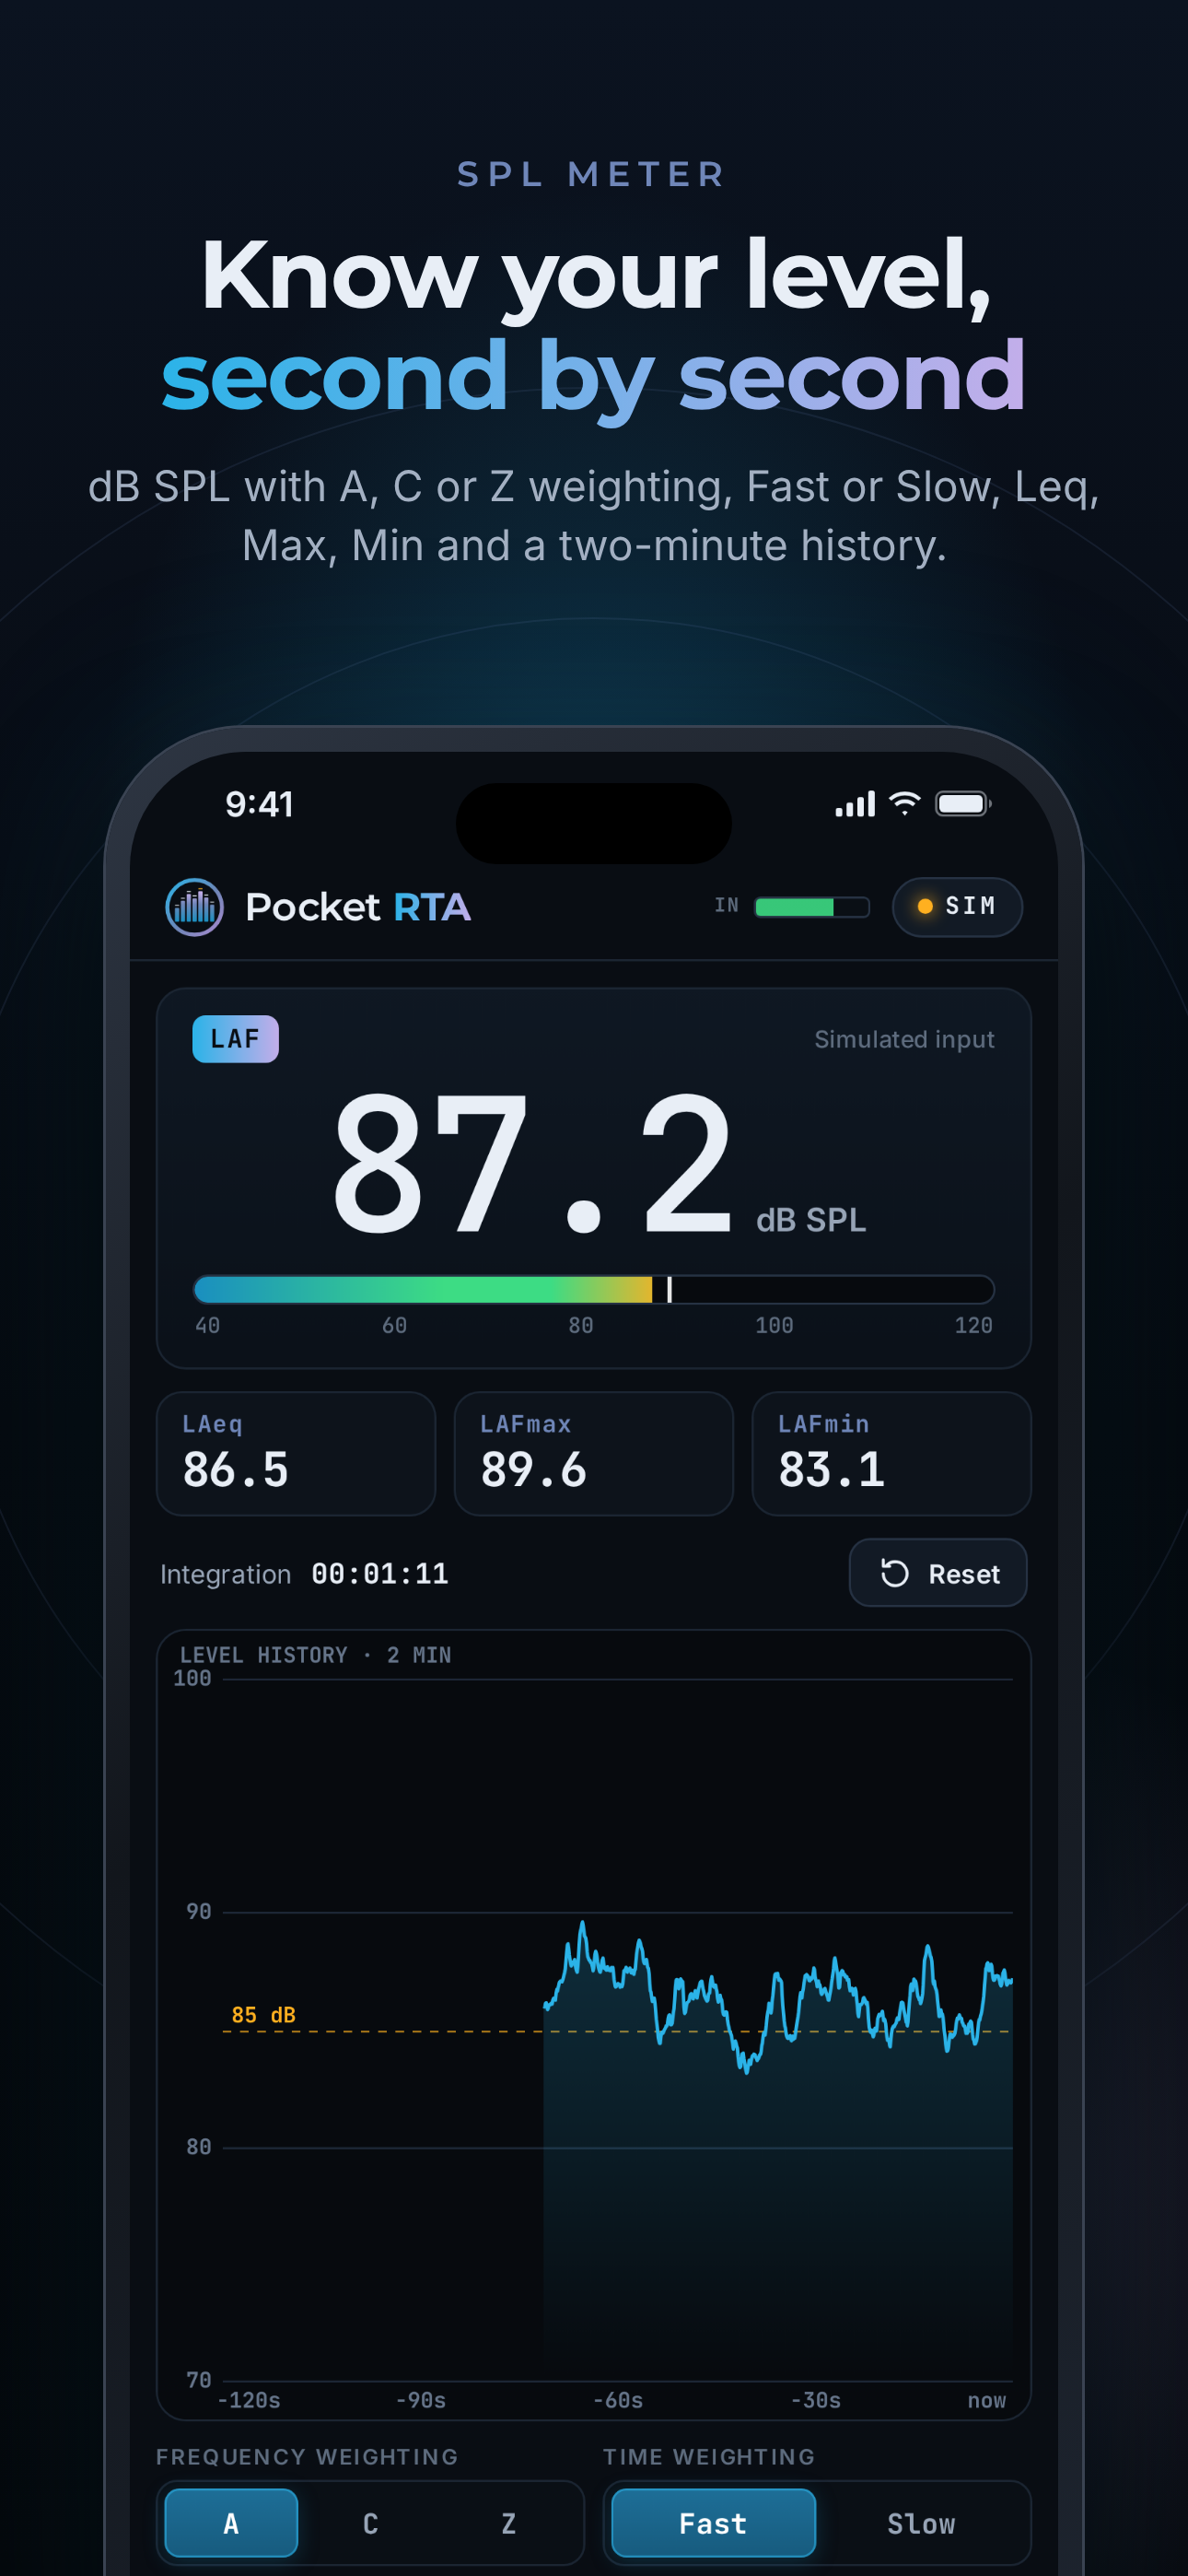 SPL METER
Know your level,
second by second
dB SPL with A, C or Z weighting, Fast or Slow, Leq,
Max, Min and a two-minute history.
9:41
Pocket RTA
IN
SIM
LAF
Simulated input
87.2 dB SPL
40 60 80 100 120
LAeq LAFmax LAFmin
86.5 89.6 83.1
Integration 00:01:11
Reset
LEVEL HISTORY · 2 MIN
100
90
85 dB
80
70
-120s -90s -60s -30s now
FREQUENCY WEIGHTING TIME WEIGHTING
A C Z Fast Slow